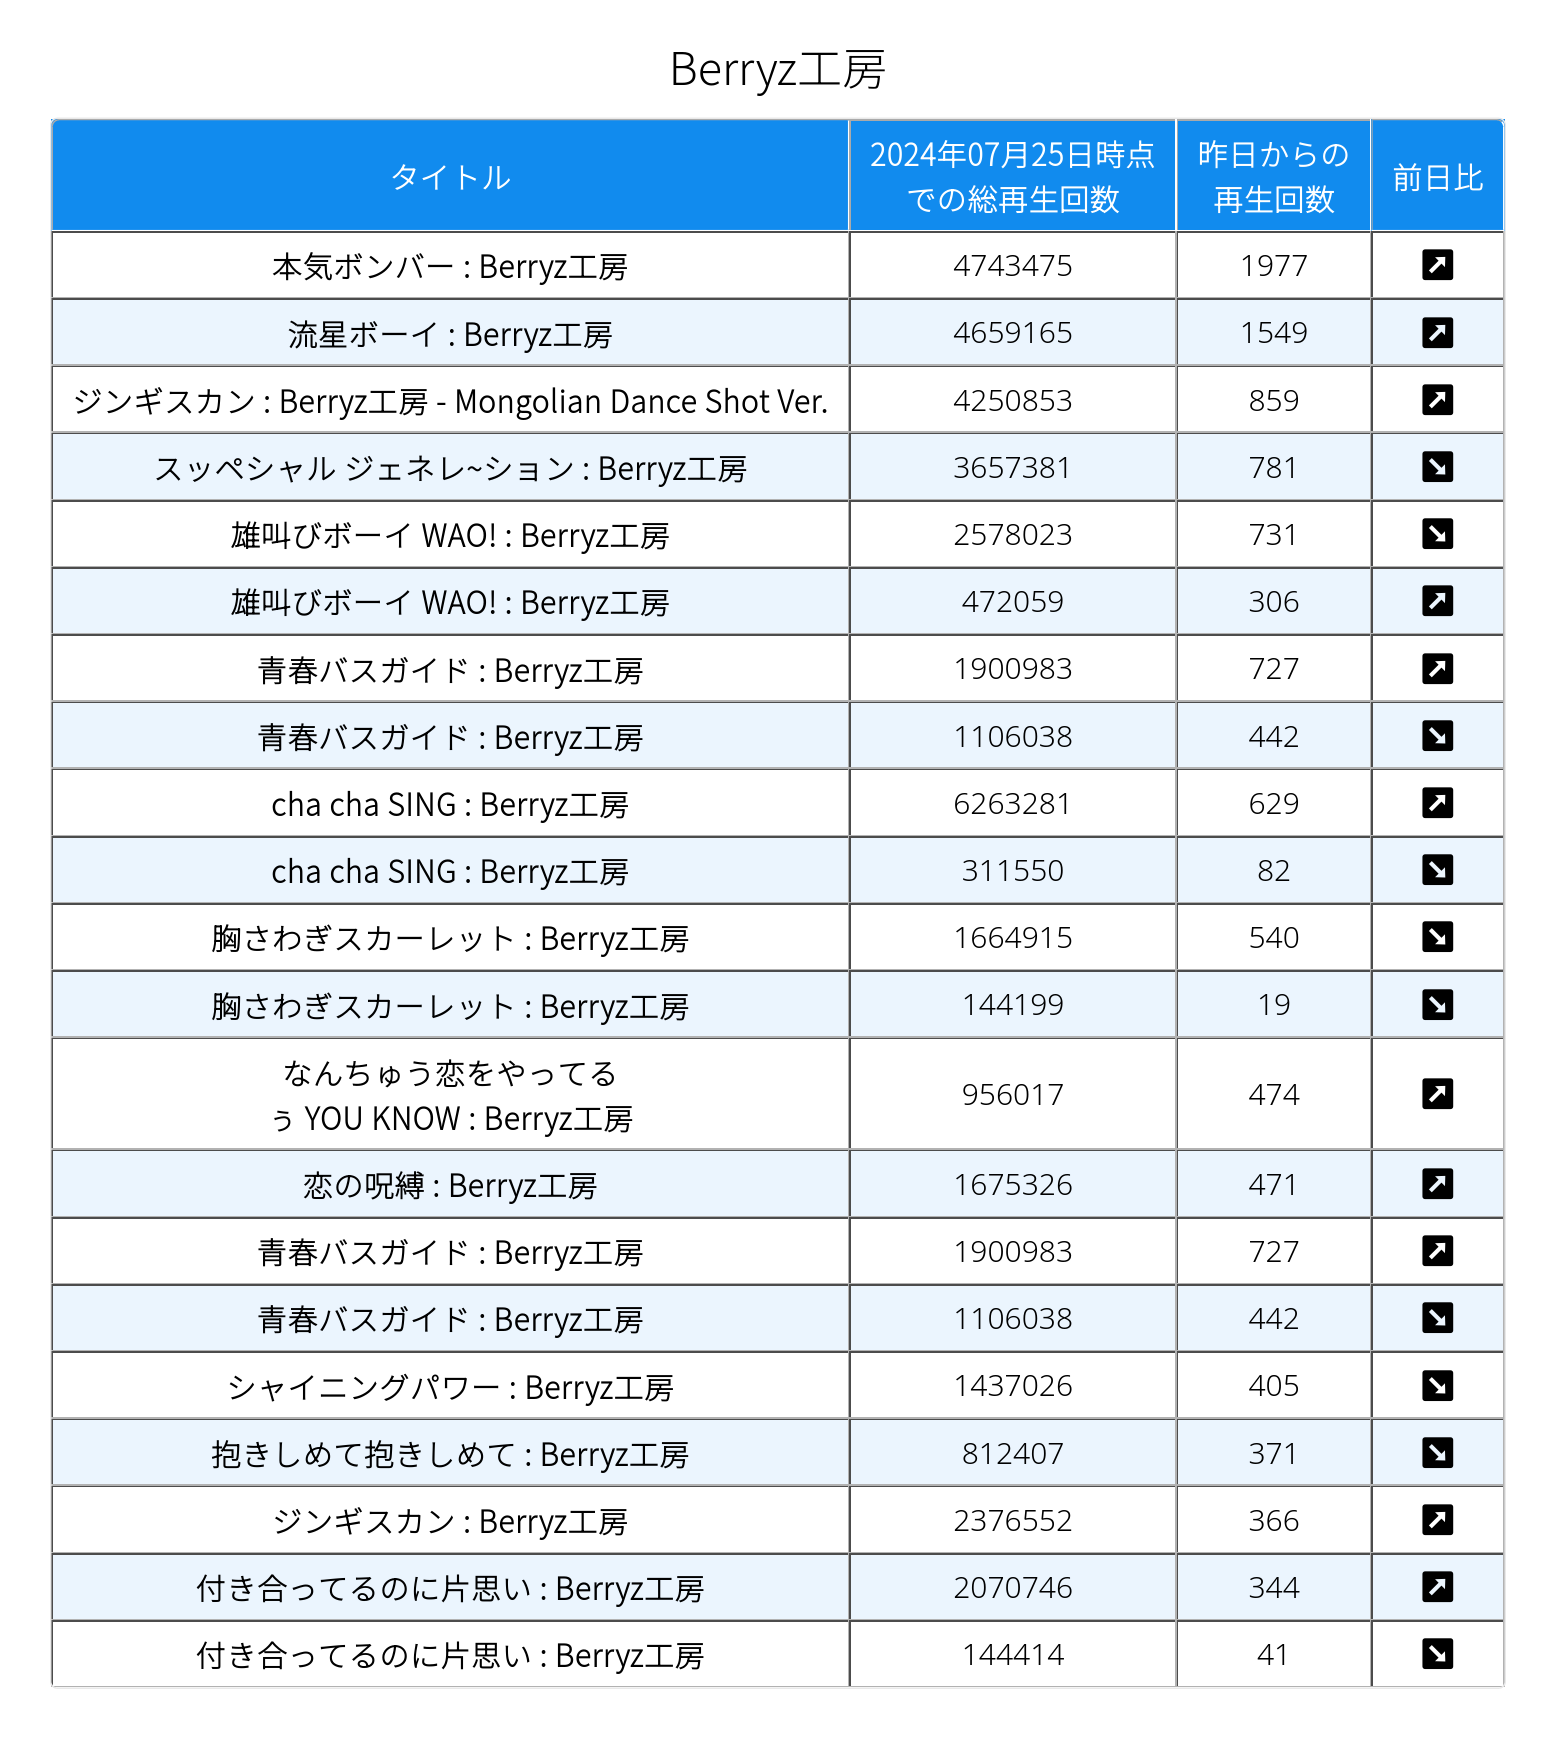 Berryz工房
タイトル
2024年07月25日時点
での総再生回数
昨日からの
再生回数
前日比
本気ボンバー : Berryz工房 4743475 1977
流星ボーイ : Berryz工房 4659165 1549
ジンギスカン : Berryz工房 - Mongolian Dance Shot Ver. 4250853 859
スッペシャル ジェネレ~ション : Berryz工房 3657381 781
雄叫びボーイ WAO! : Berryz工房 2578023 731
雄叫びボーイ WAO! : Berryz工房 472059 306
青春バスガイド : Berryz工房 1900983 727
青春バスガイド : Berryz工房 1106038 442
cha cha SING : Berryz工房 6263281 629
cha cha SING : Berryz工房 311550 82
胸さわぎスカーレット : Berryz工房 1664915 540
胸さわぎスカーレット : Berryz工房 144199 19
なんちゅう恋をやってる
ぅ YOU KNOW : Berryz工房 956017 474
恋の呪縛 : Berryz工房 1675326 471
青春バスガイド : Berryz工房 1900983 727
青春バスガイド : Berryz工房 1106038 442
シャイニングパワー : Berryz工房 1437026 405
抱きしめて抱きしめて : Berryz工房 812407 371
ジンギスカン : Berryz工房 2376552 366
付き合ってるのに片思い : Berryz工房 2070746 344
付き合ってるのに片思い : Berryz工房 144414 41